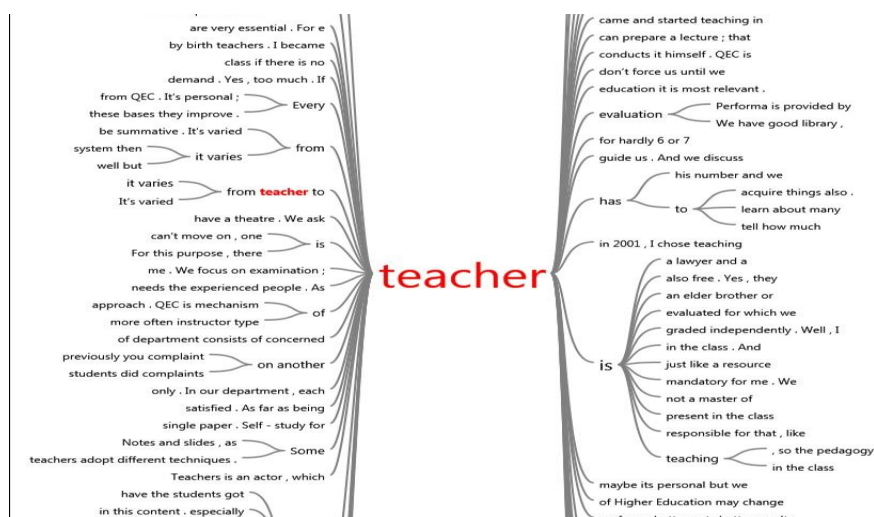 are very essential . For e
by birth teachers . I became
class if there is no
demand . Yes , too much . If
from QEC . It's personal ;
these bases they improve .
Every
be summative . It's varied
system then
well but
it varies
from
it varies
It's varied
from teacher to
have a theatre . We ask
can't move on , one
For this purpose , there
is
me . We focus on examination ;
needs the experienced people . As
approach . QEC is mechanism
more often instructor type
of
of department consists of concerned
previously you complaint
students did complaints
on another
only . In our department , each
satisfied . As far as being
single paper . Self - study for
Notes and slides , as
teachers adopt different techniques .
Some
Teachers is an actor , which
have the students got
in this content . especially
teacher
came and started teaching in
can prepare a lecture ; that
conducts it himself . QEC is
don't force us until we
education it is most relevant .
evaluation
Performa is provided by
We have good library ,
for hardly 6 or 7
guide us . And we discuss
has
his number and we
to
acquire things also .
learn about many
tell how much
in 2001 , I chose teaching
is
a lawyer and a
also free . Yes , they
an elder brother or
evaluated for which we
graded independently . Well , I
in the class . And
just like a resource
mandatory for me . We
not a master of
present in the class
responsible for that , like
teaching
, so the pedagogy
in the class
maybe its personal but we
of Higher Education may change